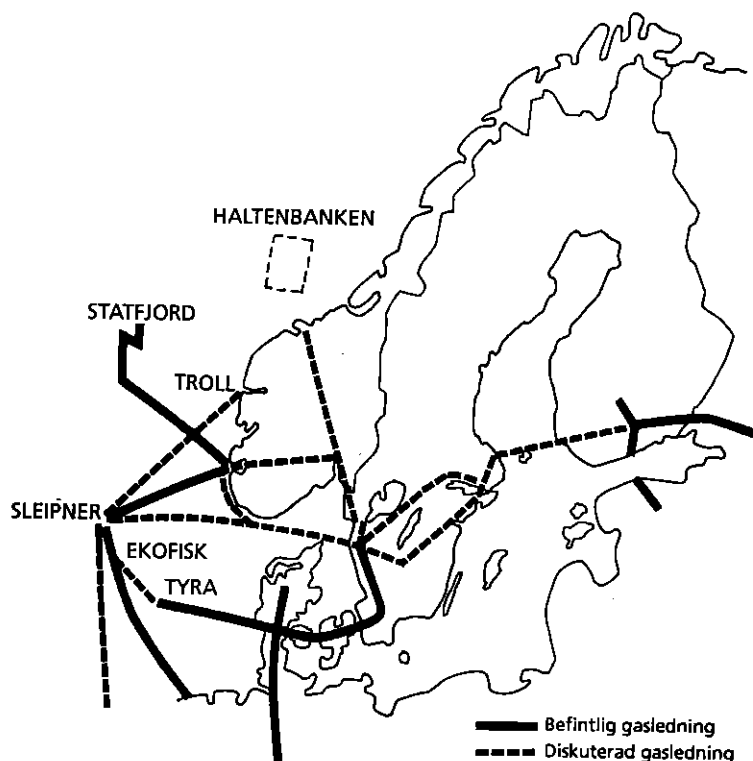 HALTENBANKEN
STATFJORD
TROLL
SLEIPNER
EKOFISK
TYRA
Befintlig gasledning
Diskuterad gasledning